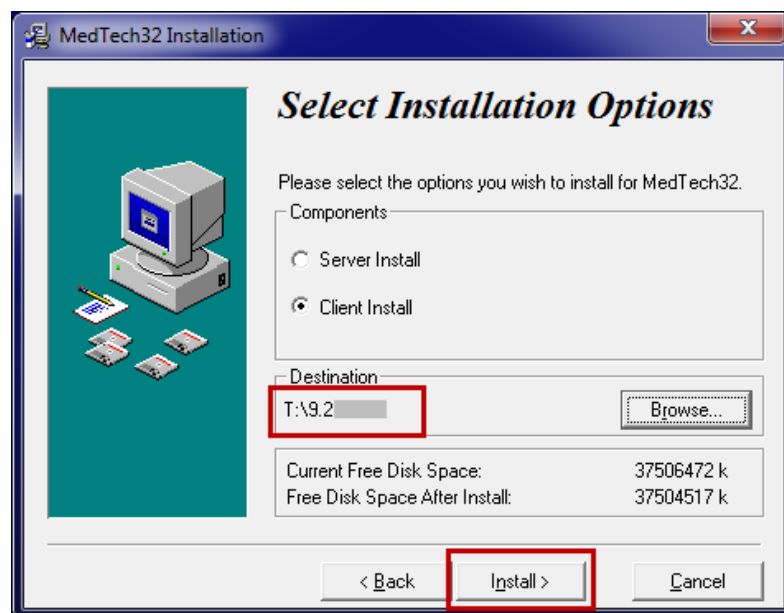 MedTech32 Installation
Select Installation Options
Please select the options you wish to install for MedTech32.
Components
Server Install
Client Install
Destination
T:\9.2
Browse...
Current Free Disk Space: 37506472 k
Free Disk Space After Install: 37504517 k
< Back Install > Cancel